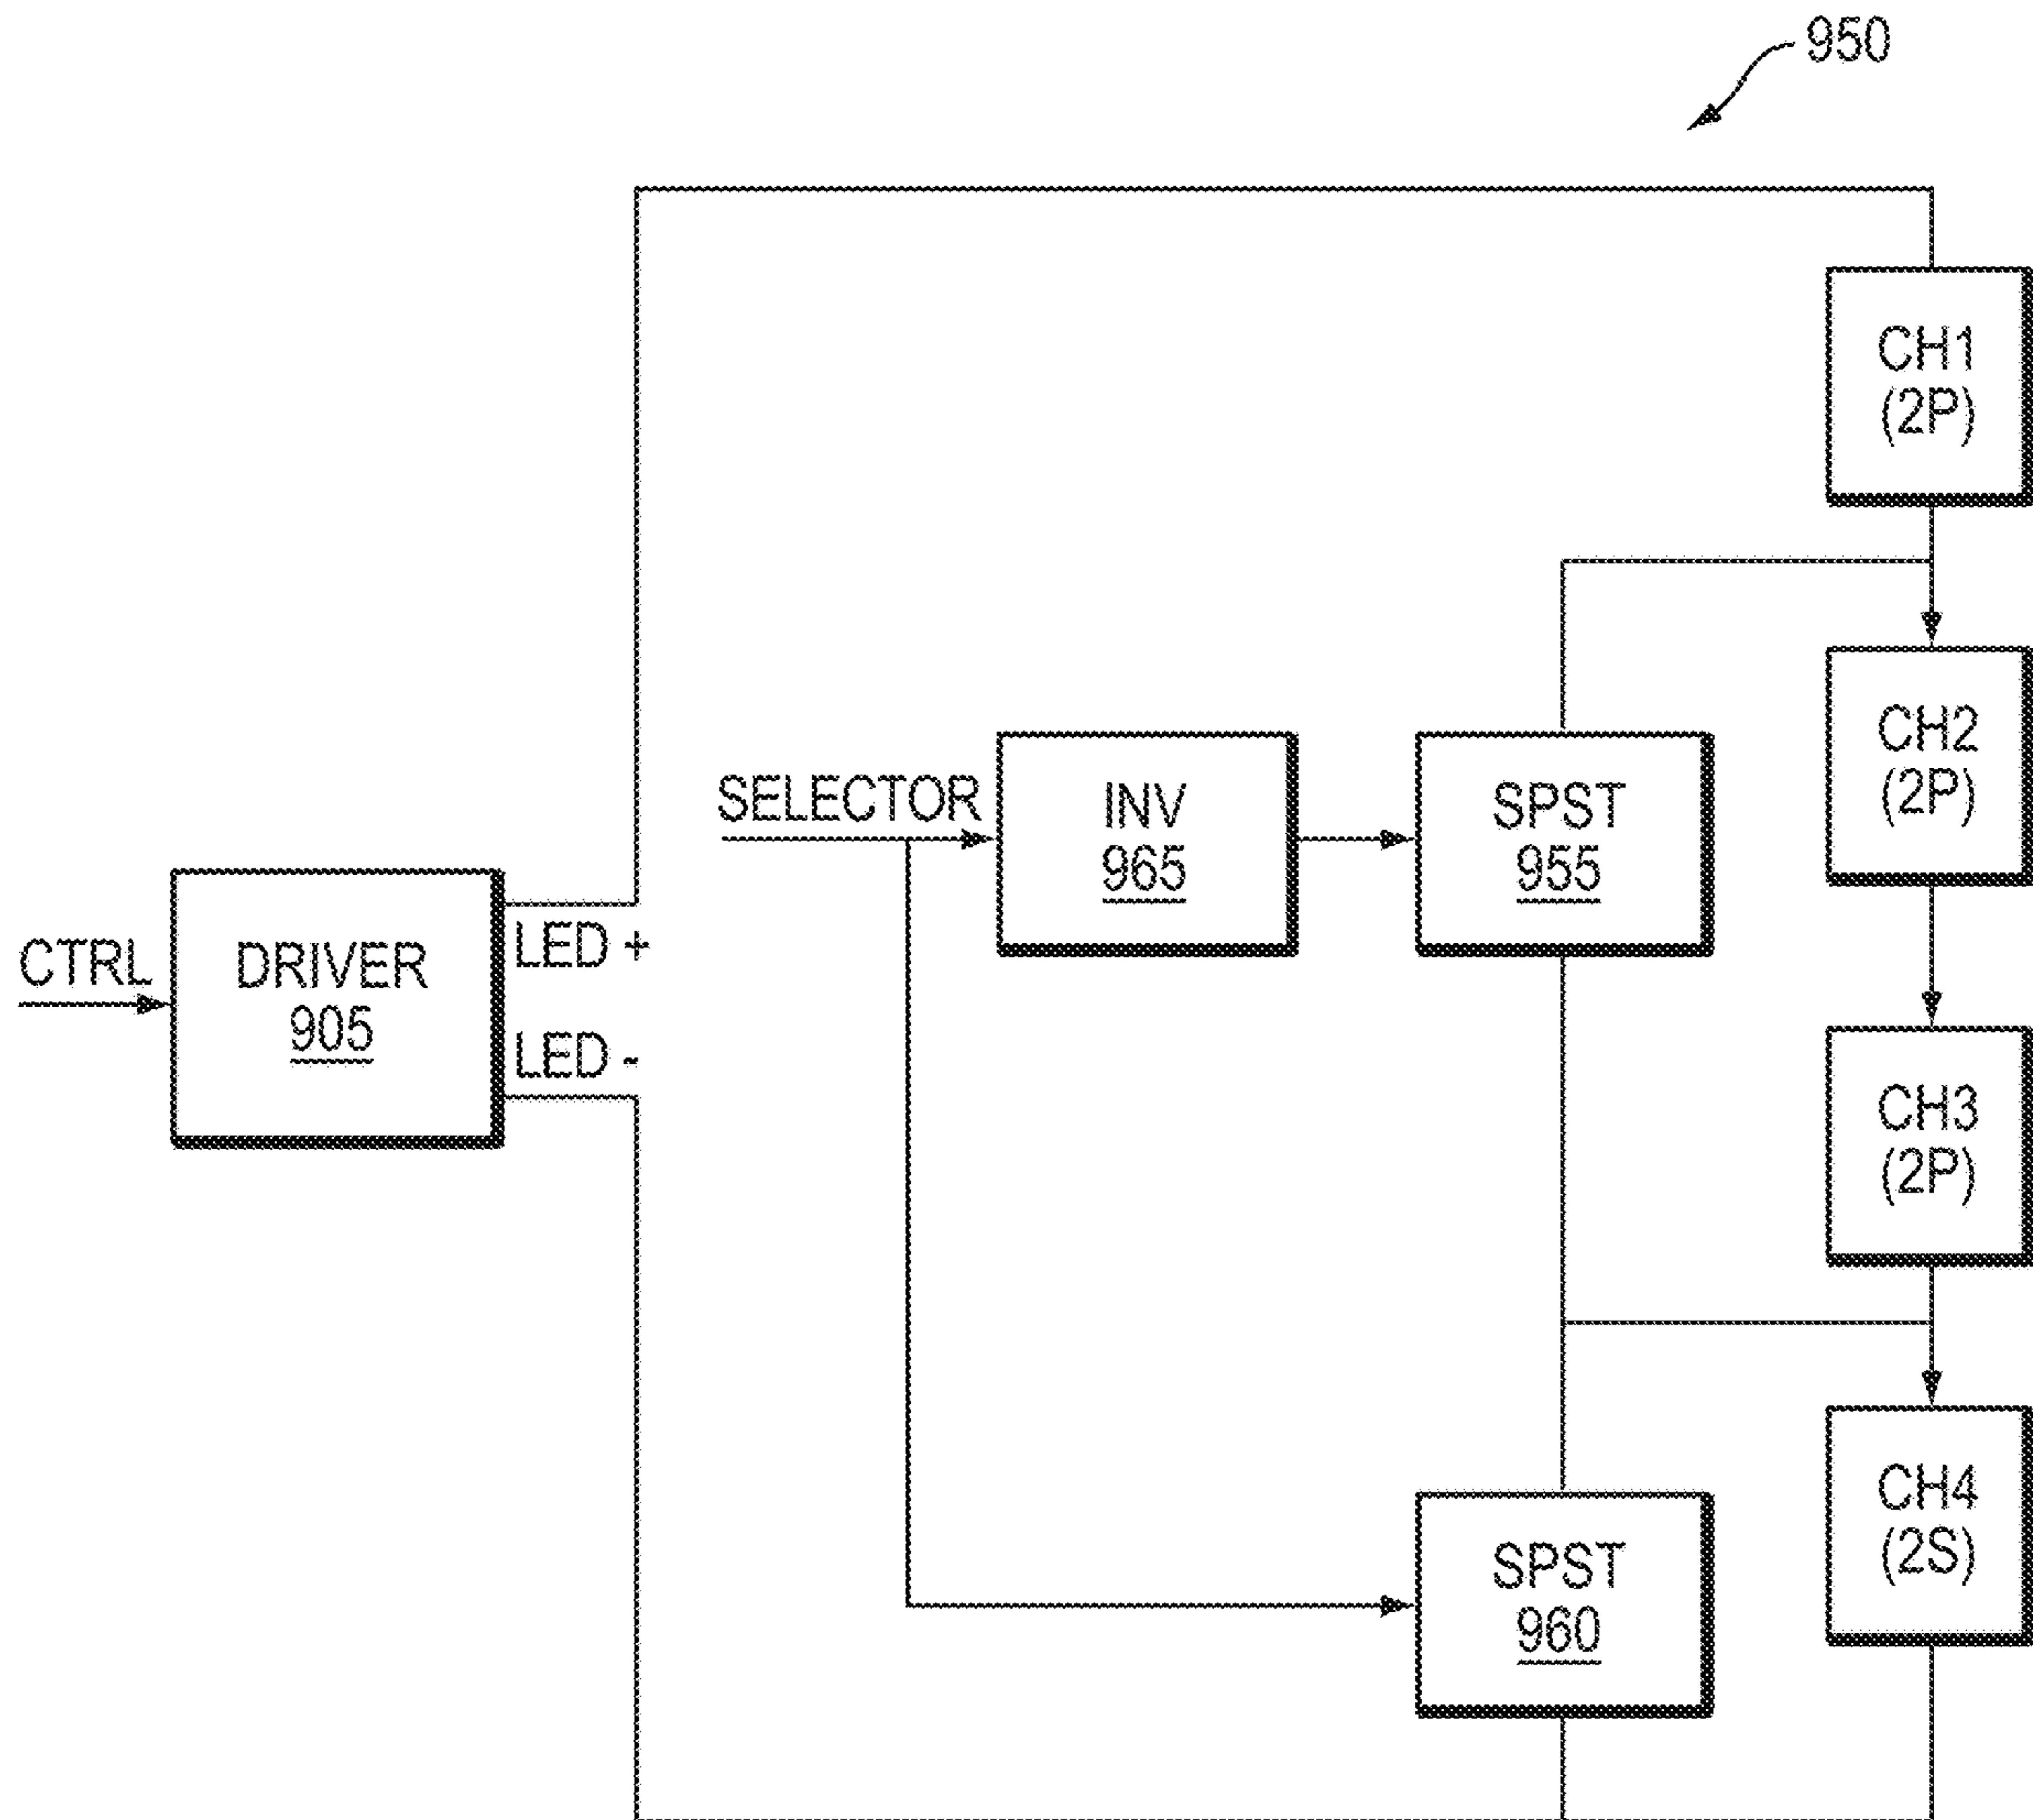 950
CH1
(2P)
CH2
(2P)
SELECTOR
INV
965
SPST
955
LED +
CTRL
DRIVER
905
LED -
CH3
(2P)
CH4
(2S)
SPST
960